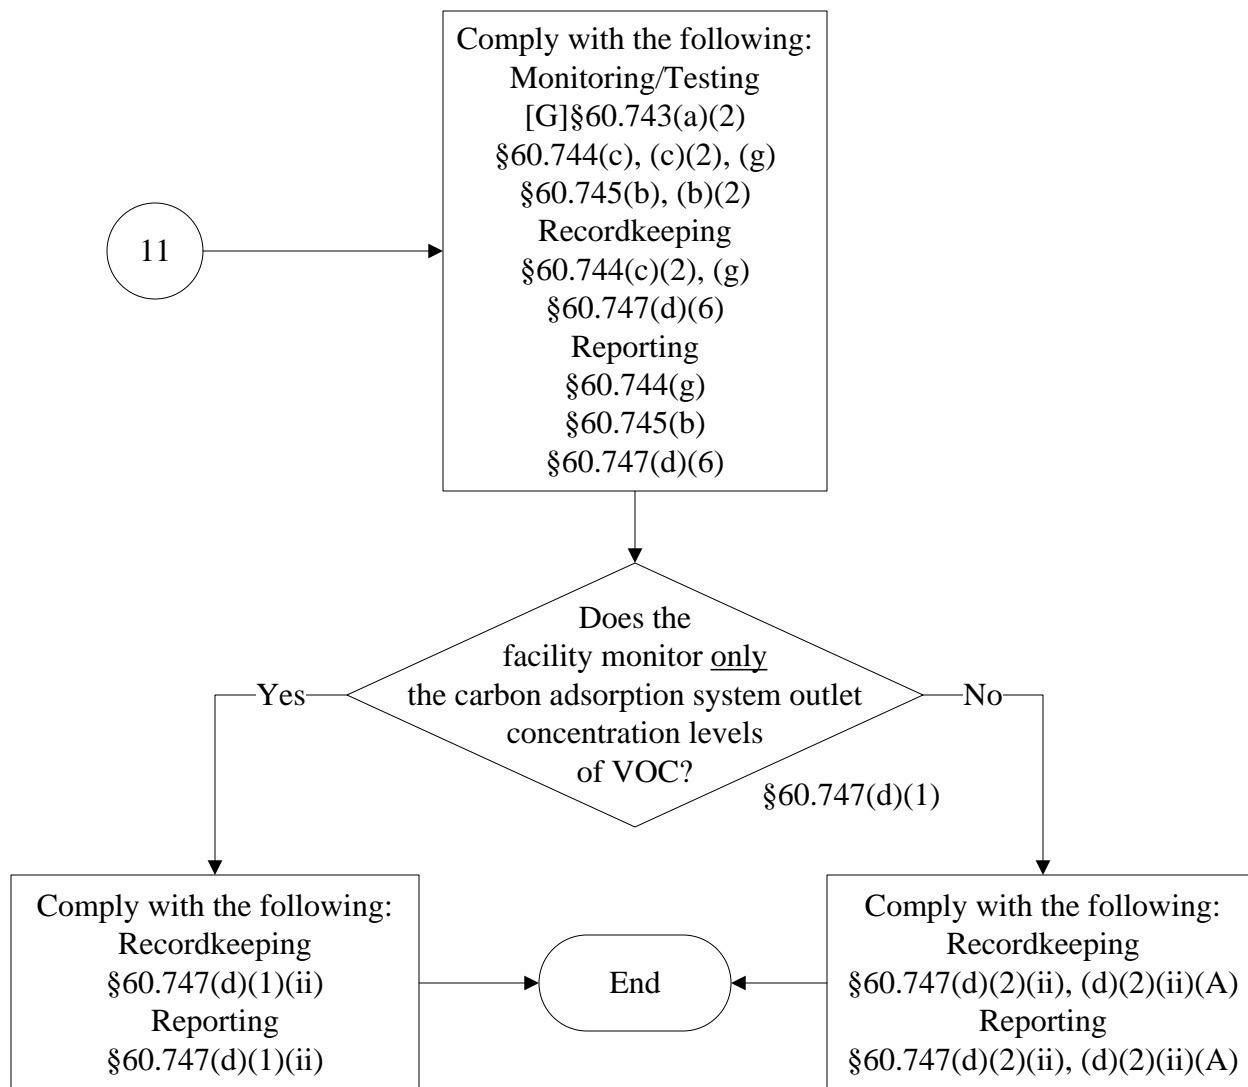 Comply with the following:
Monitoring/Testing
[G]§60.743(a)(2)
§60.744(c), (c)(2), (g)
§60.745(b), (b)(2)
Recordkeeping
§60.744(c)(2), (g)
§60.747(d)(6)
Reporting
§60.744(g)
§60.745(b)
§60.747(d)(6)
11
Does the
facility monitor only
the carbon adsorption system outlet
concentration levels
of VOC?
Yes
No
§60.747(d)(1)
Comply with the following:
Recordkeeping
§60.747(d)(1)(ii)
Reporting
§60.747(d)(1)(ii)
End
Comply with the following:
Recordkeeping
§60.747(d)(2)(ii), (d)(2)(ii)(A)
Reporting
§60.747(d)(2)(ii), (d)(2)(ii)(A)